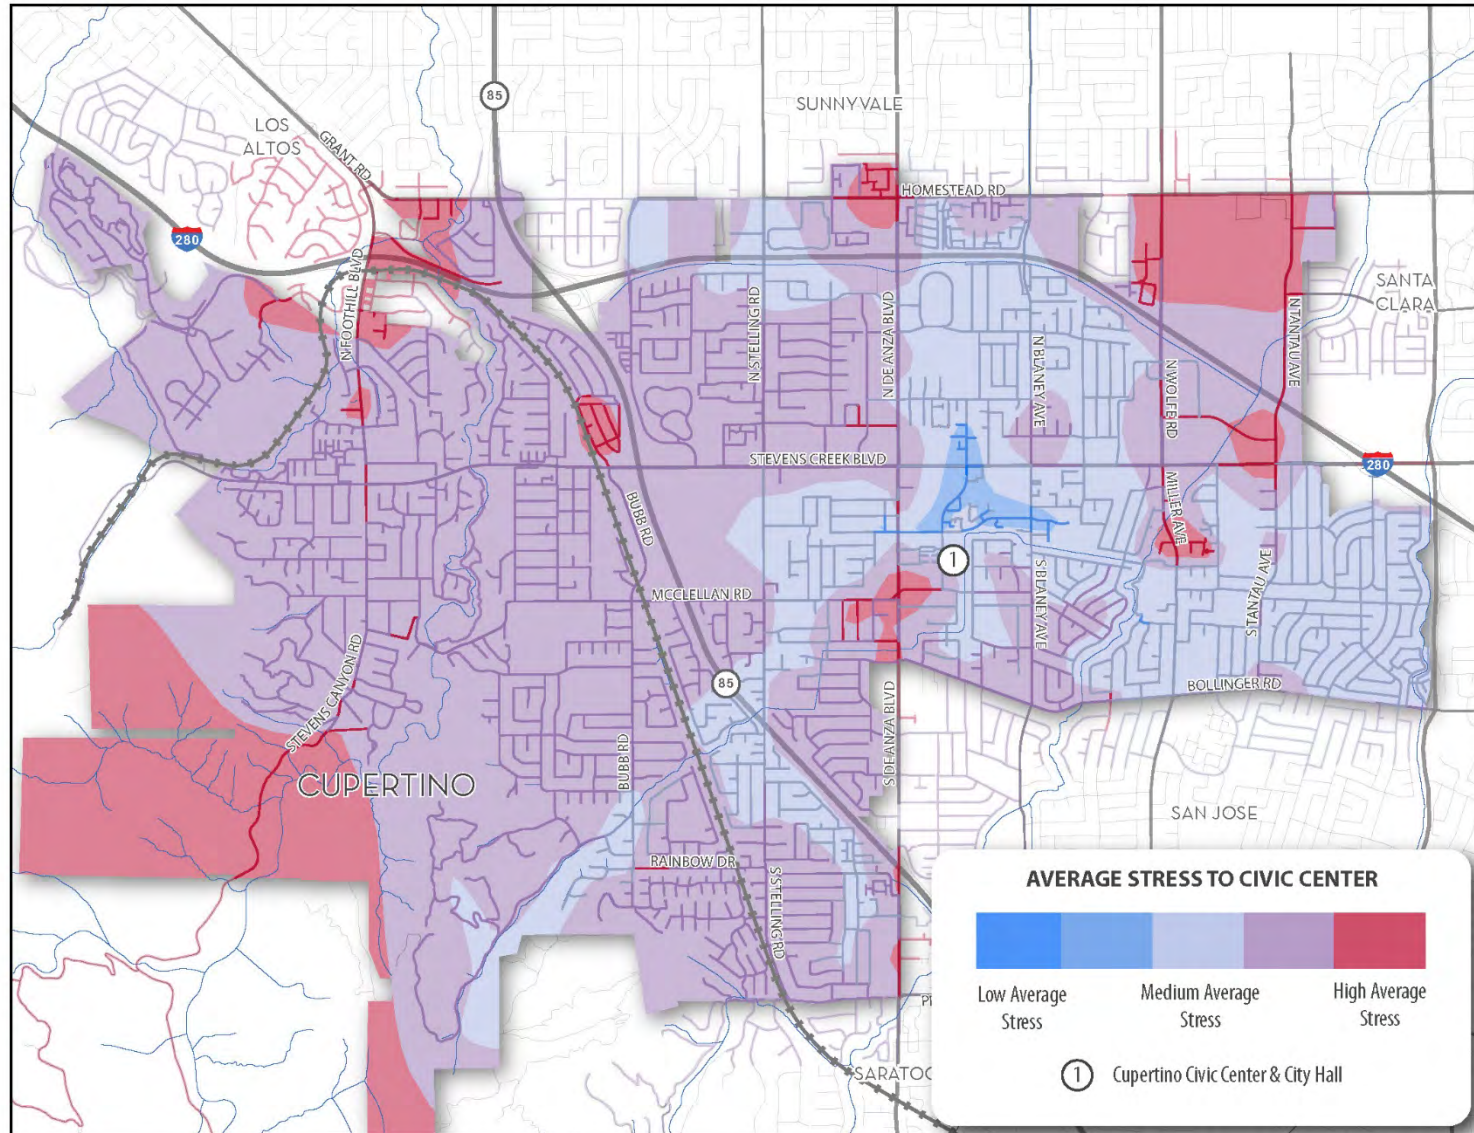 85
SUNNYVALE
LOS
ALTOS
GRANT RD
HOMESTEAD RD
280
N FOOTHILL BLVD
SANTA
CLARA
N STELLING RD
N DE ANZA BLVD
N BLANEY AVE
N WOLFE RD
N TANTAU AVE
STEVENS CREEK BLVD
280
BUBB RD
MILLER AVE
1
MCCLELLAN RD
S BLANEY AVE
S TANTAU AVE
STEVENS CANYON RD
85
BOLLINGER RD
BUBB RD
S DE ANZA BLVD
CUPERTINO
SAN JOSE
RAINBOW DR
S STELLING RD
SARATOG
AVERAGE STRESS TO CIVIC CENTER
Low Average
Stress
Medium Average
Stress
High Average
Stress
1 Cupertino Civic Center & City Hall